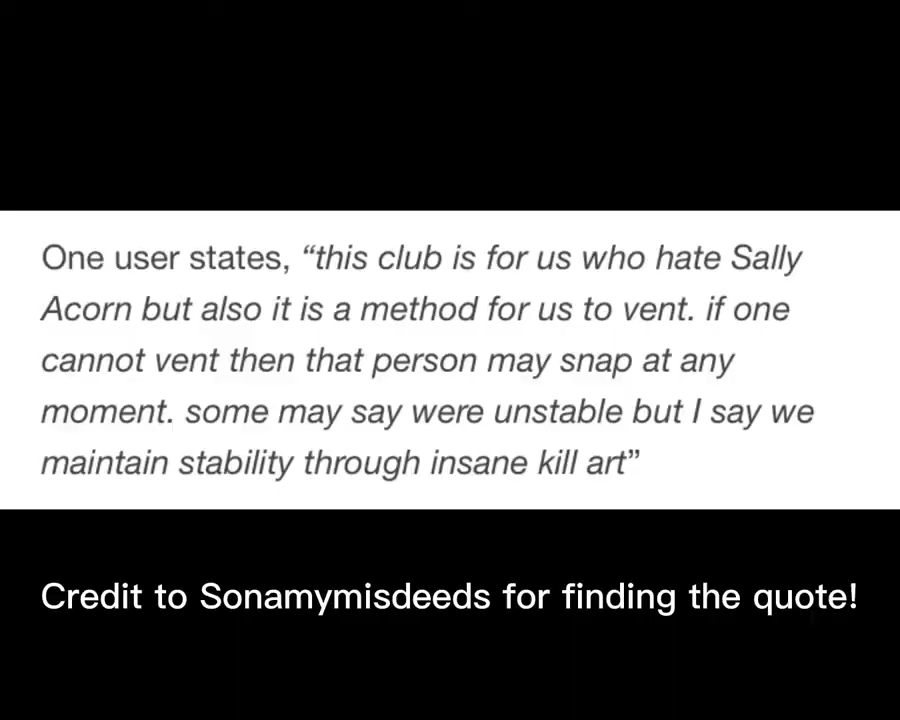 One user states, “this club is for us who hate Sally
Acorn but also it is a method for us to vent. if one
cannot vent then that person may snap at any
moment. some may say were unstable but I say we
maintain stability through insane kill art”
Credit to Sonamymisdeeds for finding the quote!